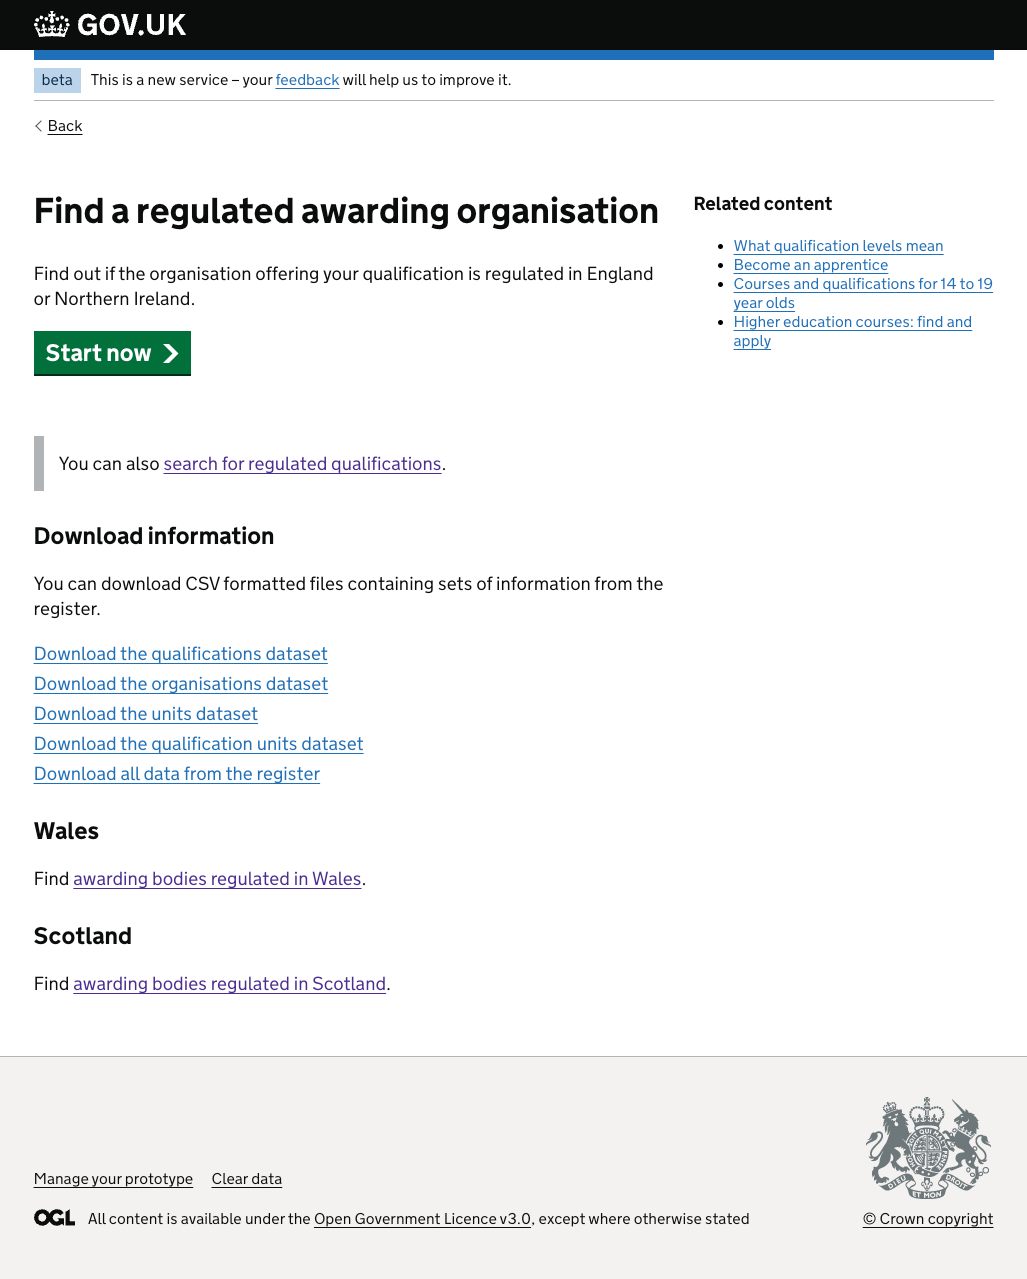 GOV.UK
beta This is a new service – your feedback will help us to improve it.
Back
Find a regulated awarding organisation
Find out if the organisation offering your qualification is regulated in England
or Northern Ireland.
Start now
You can also search for regulated qualifications.
Download information
You can download CSV formatted files containing sets of information from the
register.
Download the qualifications dataset
Download the organisations dataset
Download the units dataset
Download the qualification units dataset
Download all data from the register
Wales
Find awarding bodies regulated in Wales.
Scotland
Find awarding bodies regulated in Scotland.
Related content
What qualification levels mean
Become an apprentice
Courses and qualifications for 14 to 19
year olds
Higher education courses: find and
apply
Manage your prototype Clear data
OGL All content is available under the Open Government Licence v3.0, except where otherwise stated
DIEU ET MON DROIT
© Crown copyright